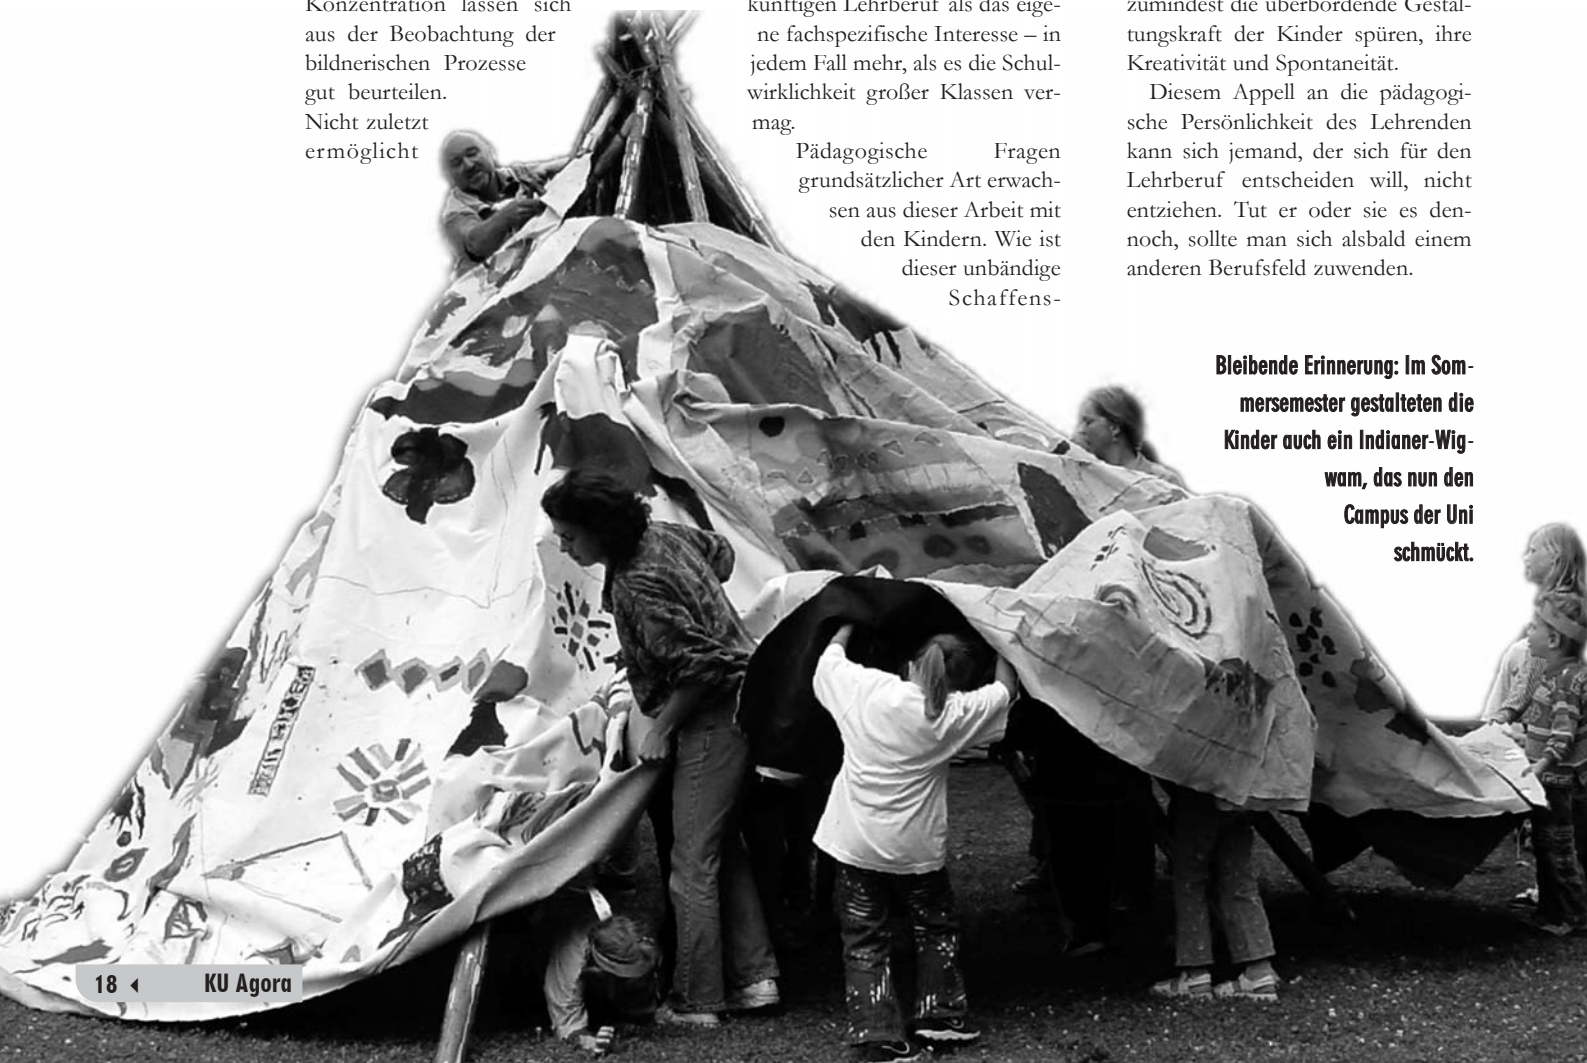 Konzentration lassen sich
aus der Beobachtung der
bildnerischen Prozesse
gut beurteilen.
Nicht zuletzt
ermöglicht
künftigen Lehrberuf als das eige-
ne fachspezifische Interesse – in
jedem Fall mehr, als es die Schul-
wirklichkeit großer Klassen ver-
mag.
Pädagogische Fragen
grundsätzlicher Art erwach-
sen aus dieser Arbeit mit
den Kindern. Wie ist
dieser unbändige
Schaffens-
zumindest die überbordende Gestal-
tungskraft der Kinder spüren, ihre
Kreativität und Spontaneität.
Diesem Appell an die pädagogi-
sche Persönlichkeit des Lehrenden
kann sich jemand, der sich für den
Lehrberuf entscheiden will, nicht
entziehen. Tut er oder sie es den-
noch, sollte man sich alsbald einem
anderen Berufsfeld zuwenden.
Bleibende Erinnerung: Im Som-
mersemester gestalteten die
Kinder auch ein Indianer-Wig-
wam, das nun den
Campus der Uni
schmückt.
18 KU Agora